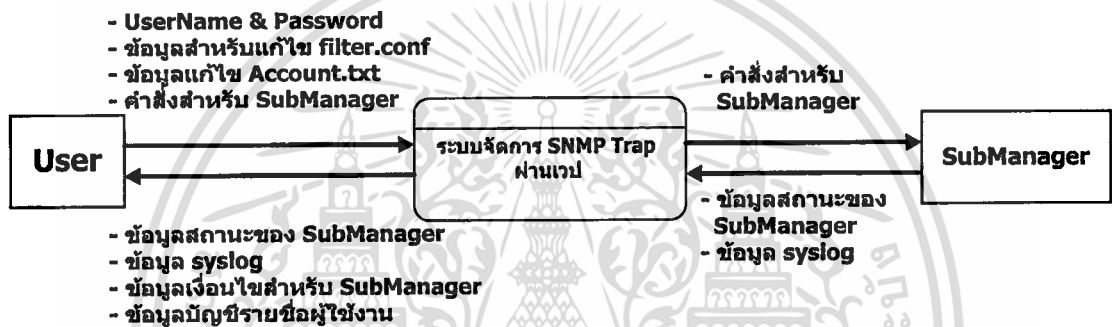 - UserName & Password
- ข้อมูลสำหรับแก้ไข filter.conf
- ข้อมูลแก้ไข Account.txt
- คำสั่งสำหรับ SubManager
User
ระบบจัดการ SNMP Trap
ผ่านเวป
- คำสั่งสำหรับ
SubManager
SubManager
- ข้อมูลสถานะของ SubManager
- ข้อมูล syslog
- ข้อมูลเงื่อนไขสำหรับ SubManager
- ข้อมูลบัญชีรายชื่อผู้ใช้งาน
- ข้อมูลสถานะของ
SubManager
- ข้อมูล syslog